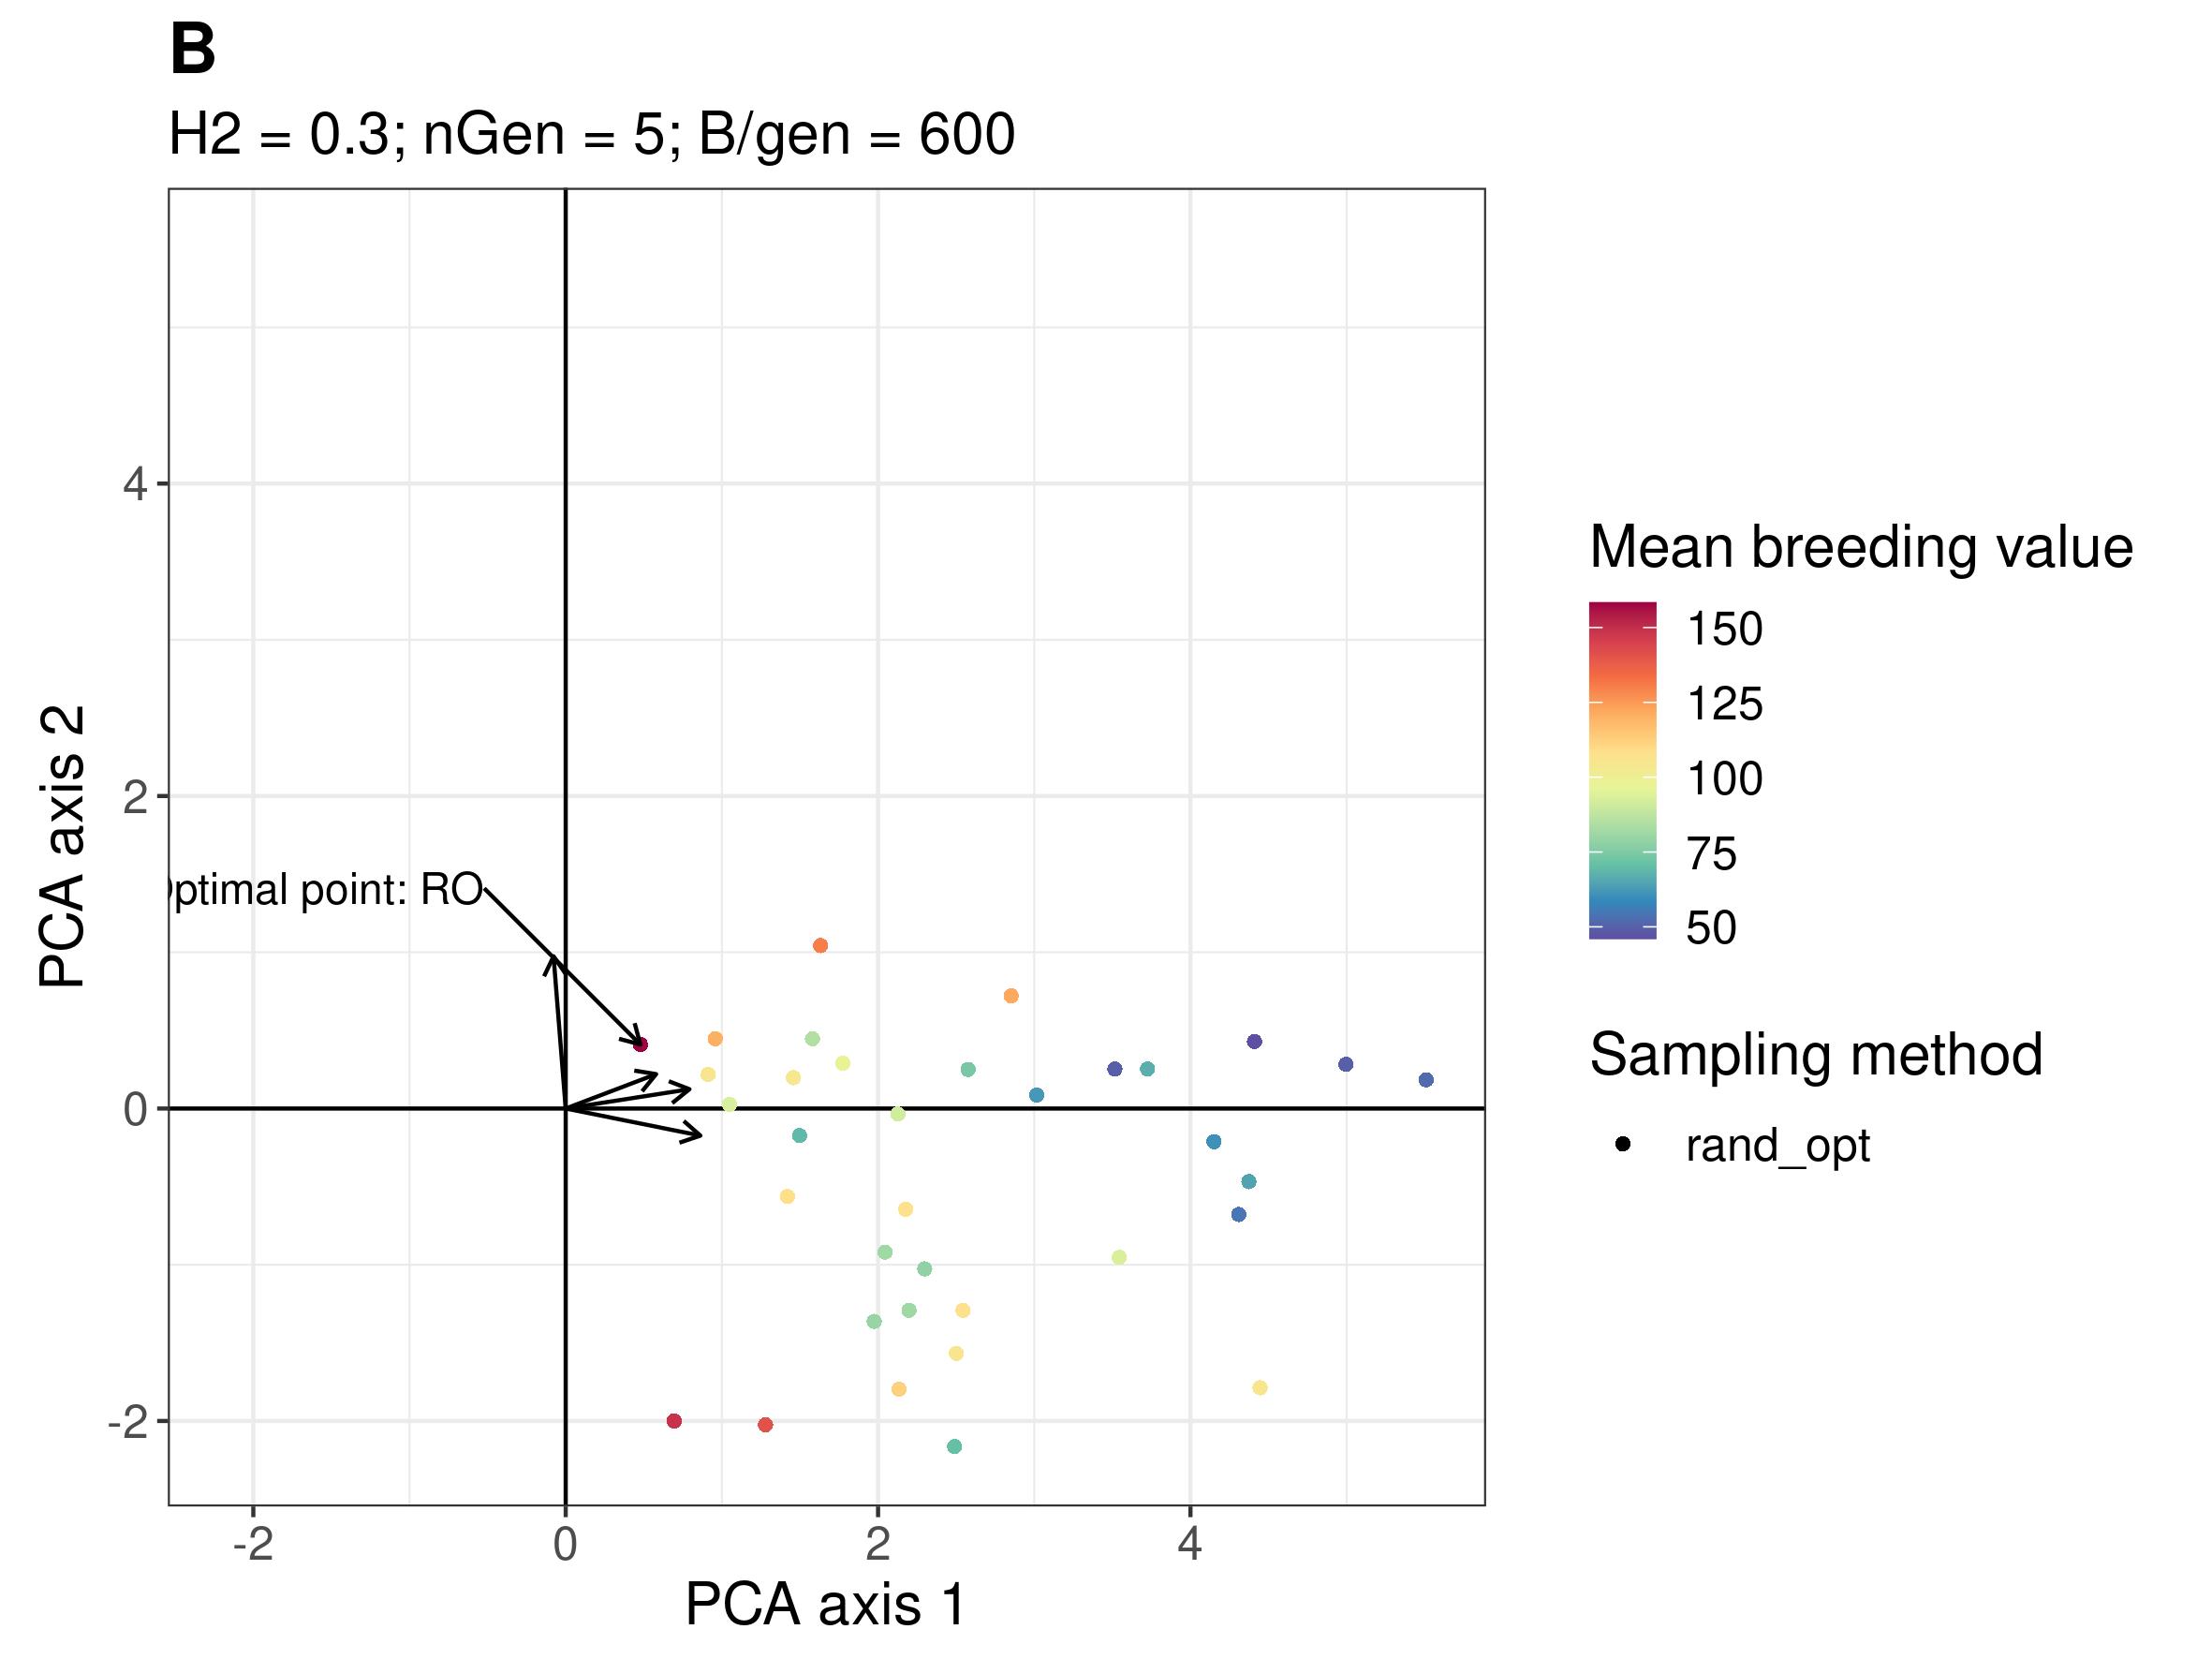 B
H2 = 0.3; nGen = 5; B/gen = 600
PCA axis 2
4
2
0
-2
ptimal point: RO
-2
0
2
4
PCA axis 1
Mean breeding value
150
125
100
75
50
Sampling method
rand_opt